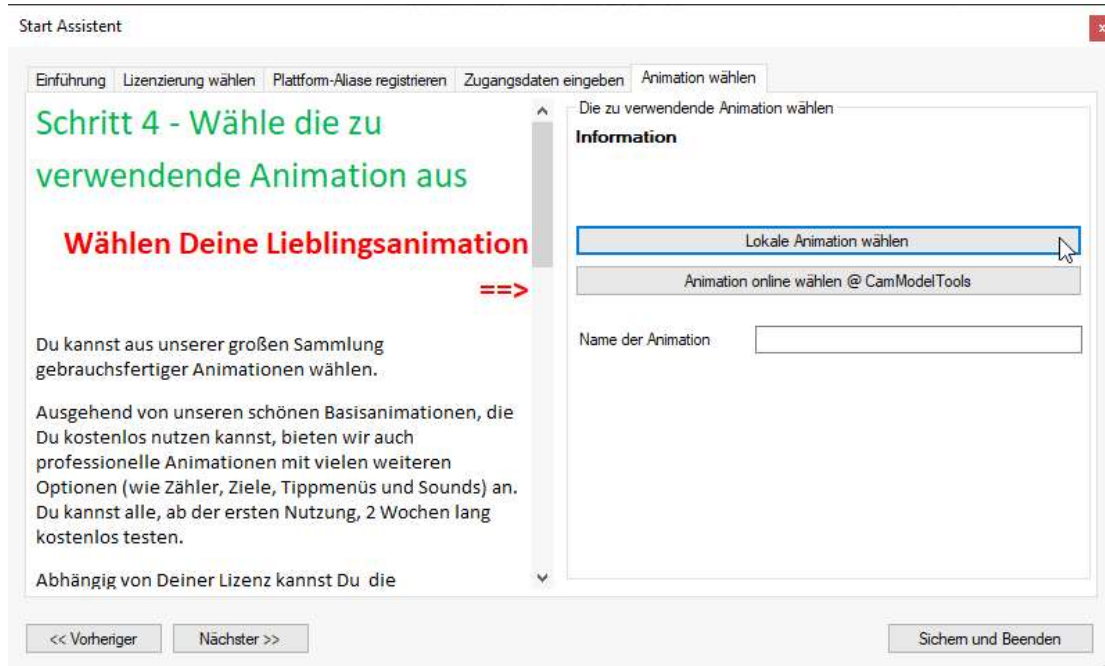 Start Assistent
x
Einführung
Lizenzierung wählen
Plattform-Aliase registrieren
Zugangsdaten eingeben
Animation wählen
Schritt 4 - Wähle die zu
verwendende Animation aus
Wählen Deine Lieblingsanimation
==>
Du kannst aus unserer großen Sammlung
gebrauchsfertiger Animationen wählen.
Ausgehend von unseren schönen Basisanimationen, die
Du kostenlos nutzen kannst, bieten wir auch
professionelle Animationen mit vielen weiteren
Optionen (wie Zähler, Ziele, Tippmenüs und Sounds) an.
Du kannst alle, ab der ersten Nutzung, 2 Wochen lang
kostenlos testen.
Abhängig von Deiner Lizenz kannst Du die
Die zu verwendende Animation wählen
Information
Lokale Animation wählen
Animation online wählen @ CamModelTools
Name der Animation
<< Vorheriger
Nächster >>
Sichern und Beenden